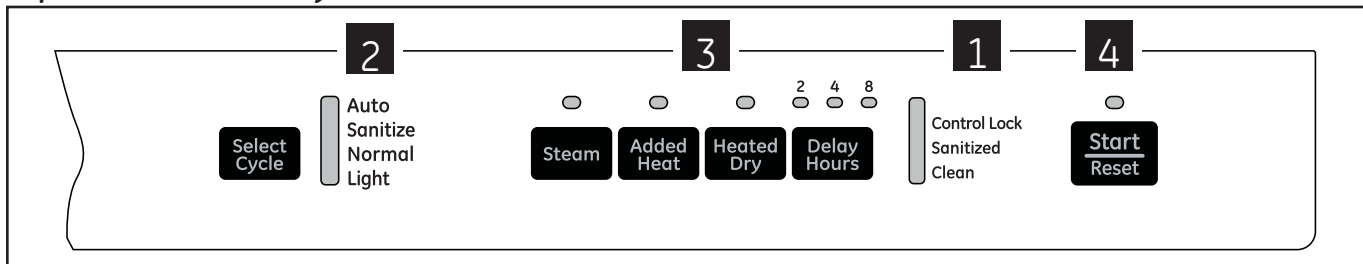 2
3
1
4
2 4 8
Auto
Sanitize
Normal
Light
Select
Cycle
Steam
Added
Heat
Heated
Dry
Delay
Hours
Control Lock
Sanitized
Clean
Start
Reset